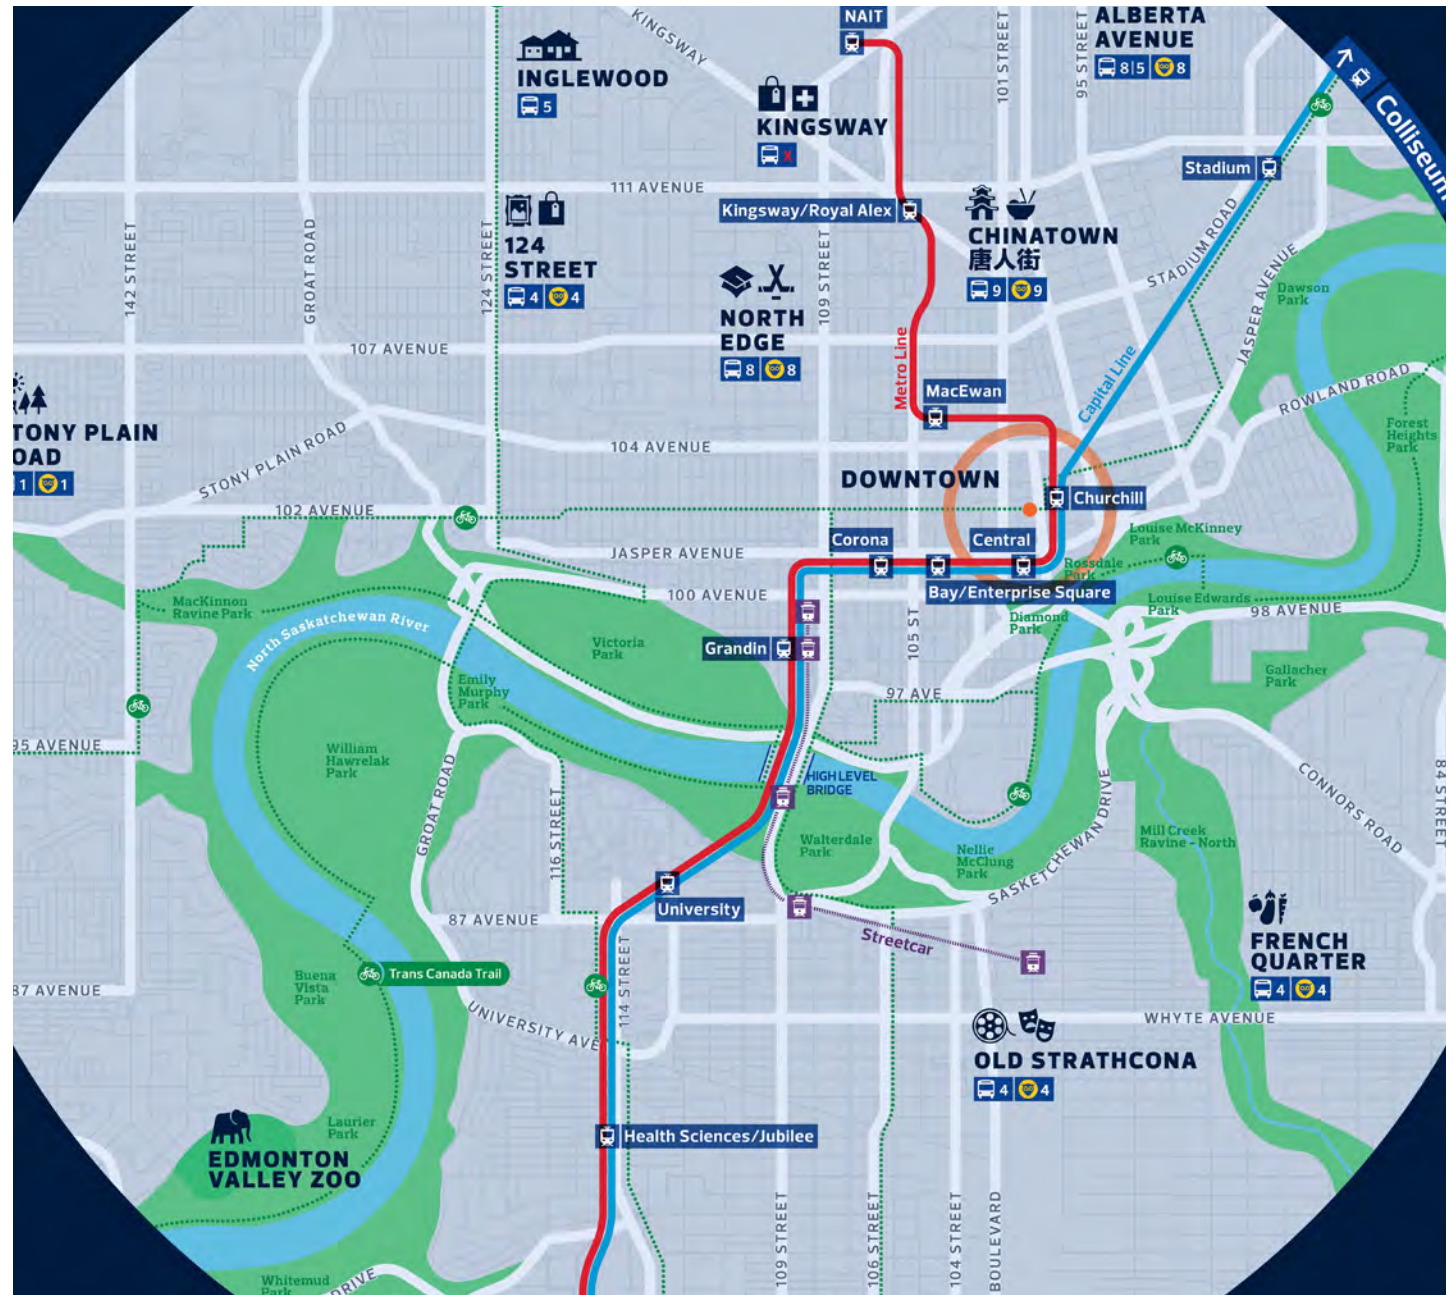 NAIT
KINGSWAY
101 STREET
95 STREET
ALBERTA
AVENUE
8|5 GO 8
Colliseum
INGLEWOOD
5
KINGSWAY
X
Stadium
111 AVENUE
Kingsway/Royal Alex
124
STREET
4 GO 4
CHINATOWN
唐人街
9 GO 9
STADIUM ROAD
JASPER AVENUE
142 STREET
GROAT ROAD
124 STREET
109 STREET
Dawson
Park
NORTH
EDGE
8 GO 8
107 AVENUE
Metro Line
Capital Line
MacEwan
ROWLAND ROAD
Forest
Heights
Park
TONY PLAIN
OAD
1 GO 1
STONY PLAIN ROAD
104 AVENUE
DOWNTOWN
Churchill
102 AVENUE
JASPER AVENUE
Corona
Central
Louise McKinney
Park
Rossdale
Park
Bay/Enterprise Square
100 AVENUE
MacKinnon
Ravine Park
Louise Edwards
Park
98 AVENUE
Diamond
Park
North Saskatchewan River
Victoria
Park
Grandin
105 ST
Gallacher
Park
Emily
Murphy
Park
97 AVE
95 AVENUE
William
Hawrelak
Park
HIGH LEVEL
BRIDGE
GROAT ROAD
116 STREET
CONNORS ROAD
84 STREET
SASKETCHEWAN DRIVE
Walterdale
Park
Nellie
McClung
Park
Mill Creek
Ravine - North
University
87 AVENUE
Streetcar
FRENCH
QUARTER
4 GO 4
Trans Canada Trail
Buena
Vista
Park
87 AVENUE
114 STREET
UNIVERSITY AVE
WHYTE AVENUE
OLD STRATHCONA
4 GO 4
Laurier
Park
EDMONTON
VALLEY ZOO
Health Sciences/Jubilee
109 STREET
106 STREET
104 STREET
BOULEVARD
Whitemud
Park
DRIVE